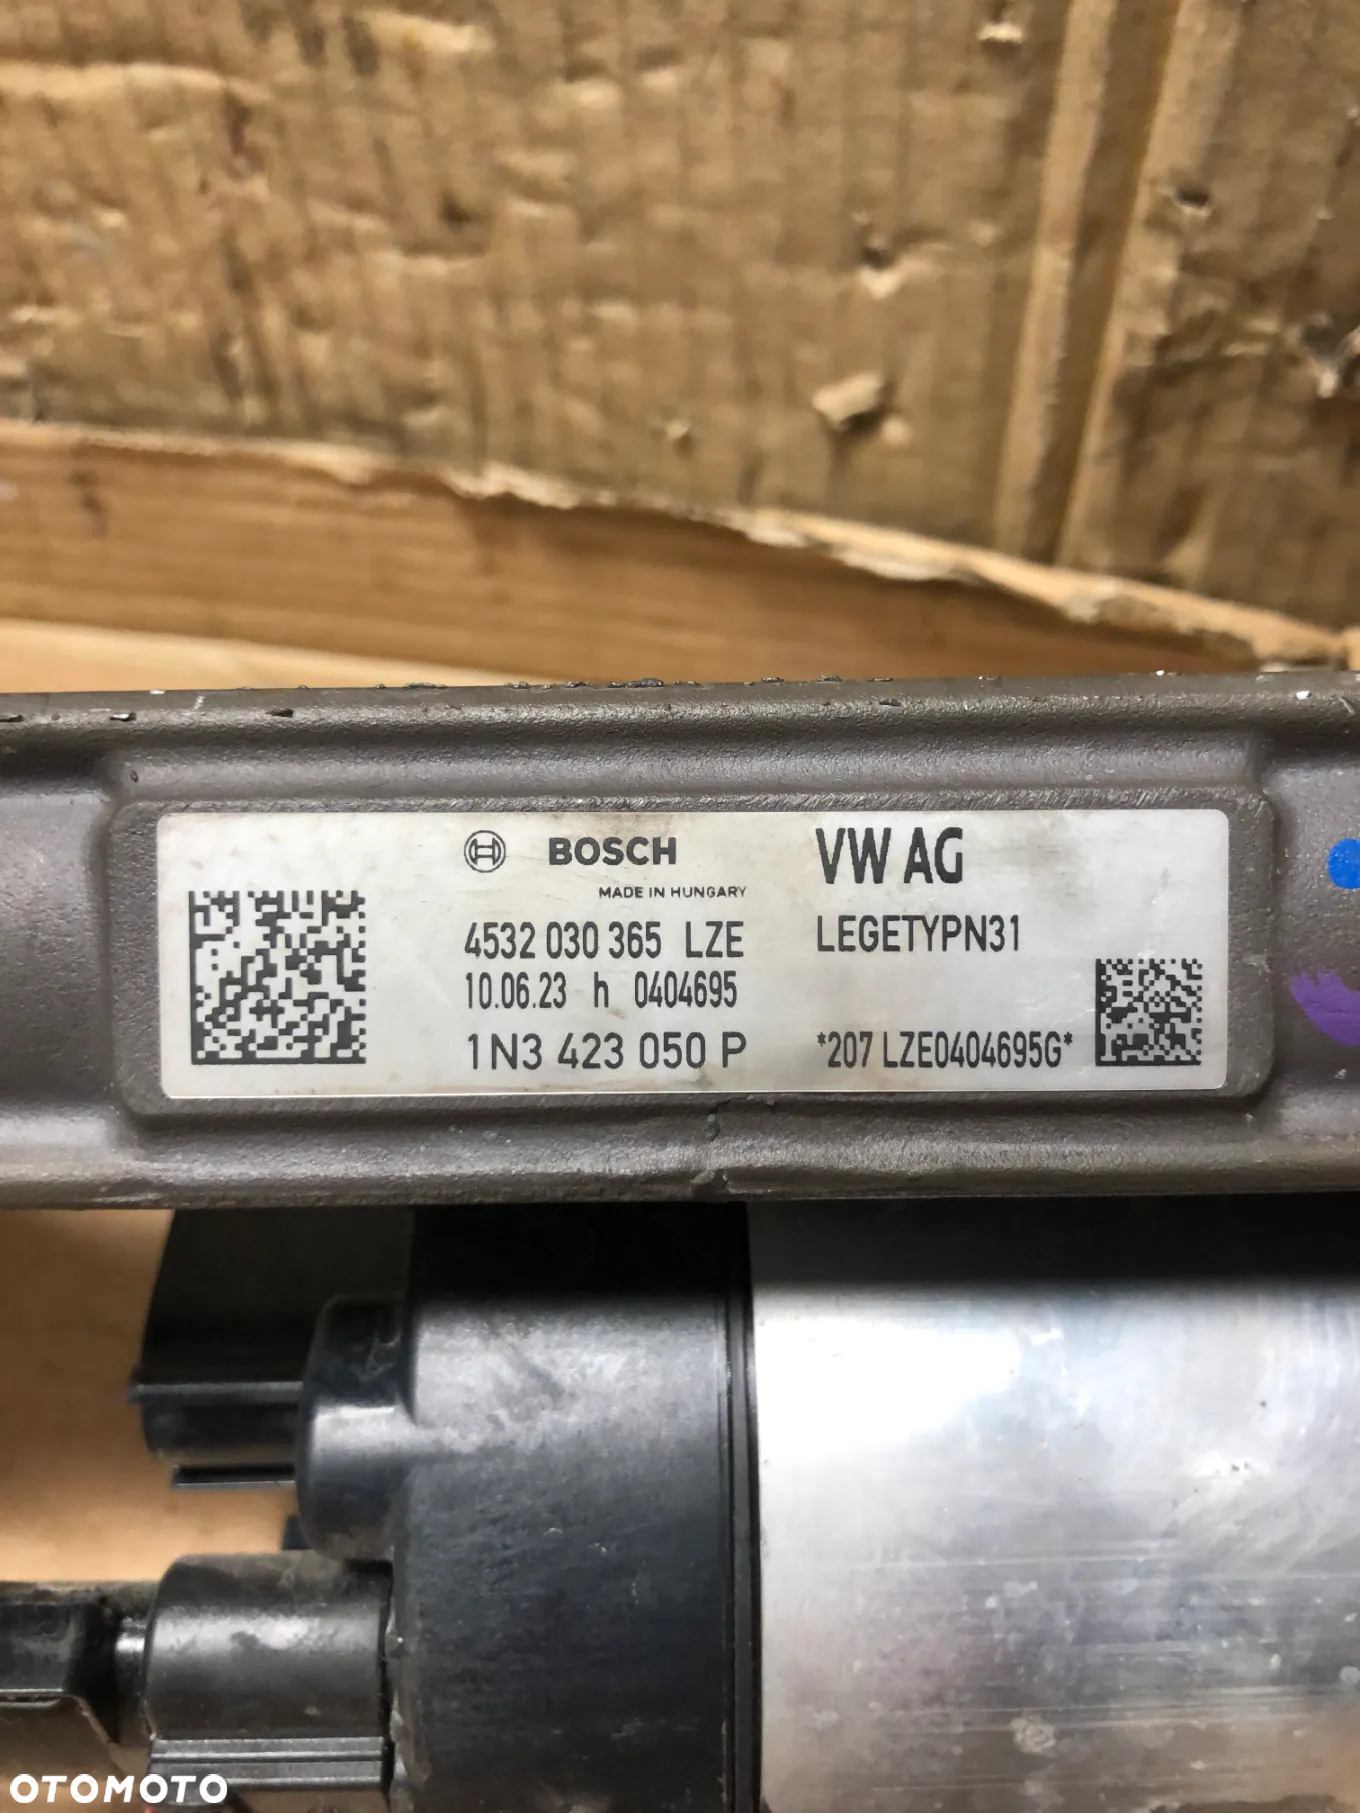 BOSCH
MADE IN HUNGARY
4532 030 365 LZE
10.06.23 h 0404695
1N3 423 050 P
VW AG
LEGETYPN31
*207 LZE0404695G*
OTOMOTO